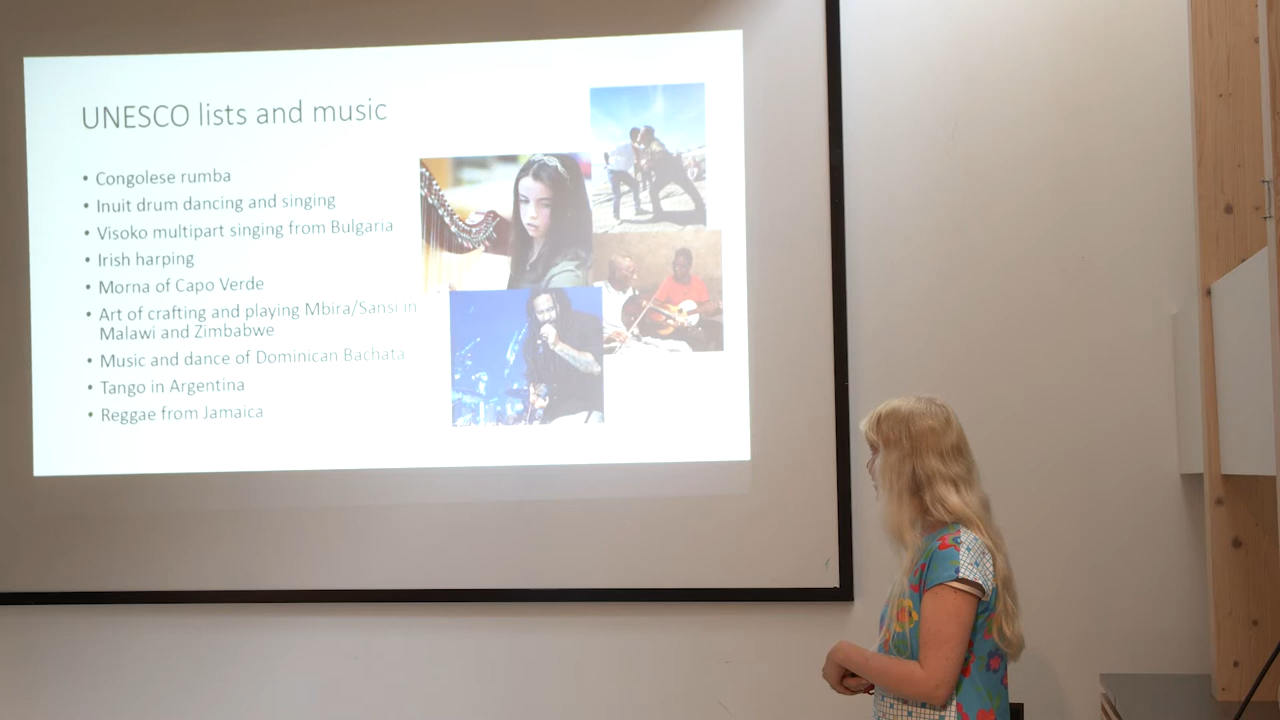 UNESCO lists and music
• Congolese rumba
• Inuit drum dancing and singing
• Visoko multipart singing from Bulgaria
• Irish harping
• Morna of Capo Verde
• Art of crafting and playing Mbira/Sansi in
Malawi and Zimbabwe
• Music and dance of Dominican Bachata
• Tango in Argentina
• Reggae from Jamaica